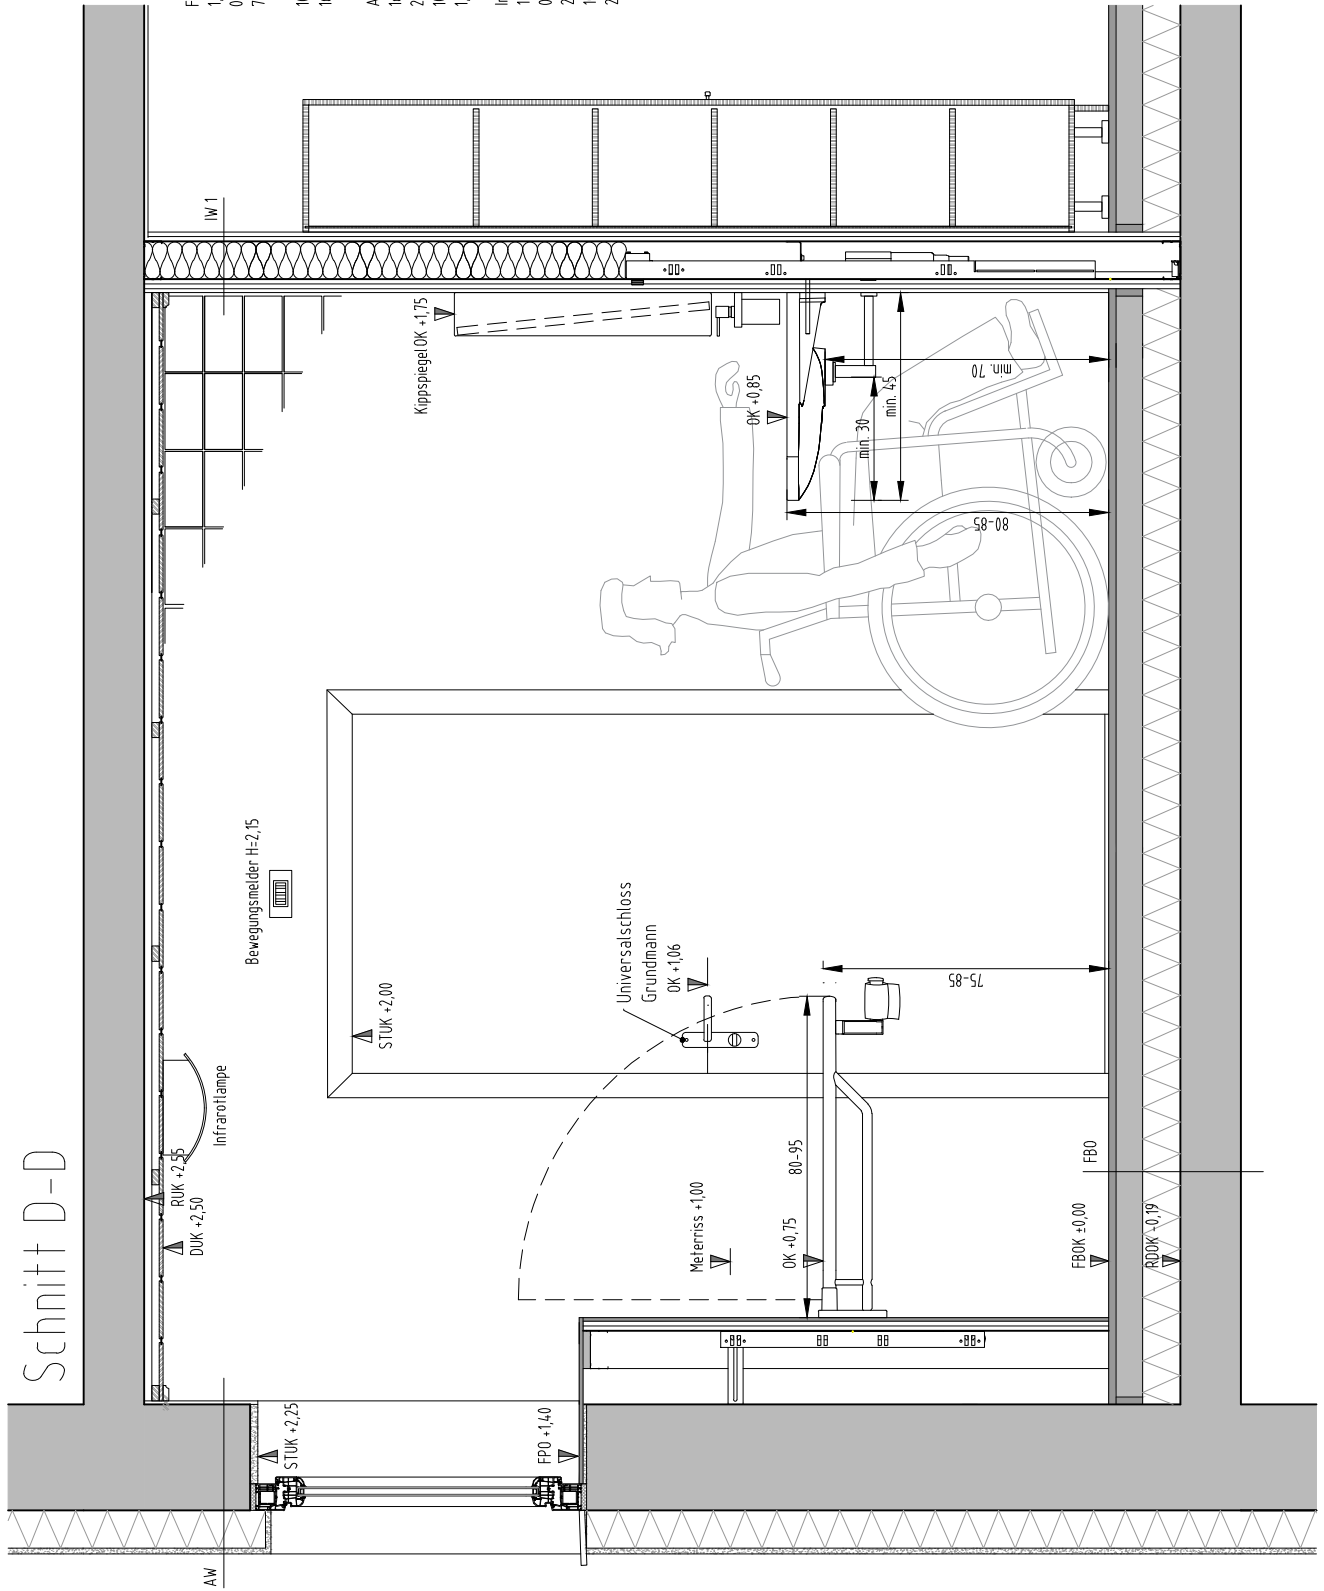 Schnitt D-D
AW
IW 1
RUK +2,55
DUK +2,50
Infrarotlampe
Bewegungsmelder H=2,15
STUK +2,25
FPO +1,40
STUK +2,00
Universalschloss
Grundmann
OK +1,06
Kippspiegel OK +1,75
OK +0,85
min. 30
min. 45
min. 70
80-85
75-85
80-95
Meterriss +1,00
OK +0,75
FBOK ±0,00
RDOK -0,19
FBO